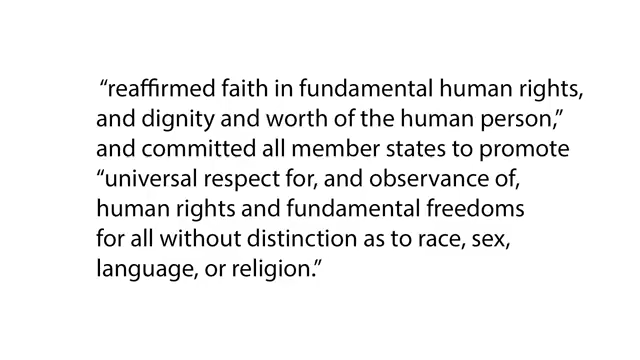 “reaffirmed faith in fundamental human rights,
and dignity and worth of the human person,”
and committed all member states to promote
“universal respect for, and observance of,
human rights and fundamental freedoms
for all without distinction as to race, sex,
language, or religion.”